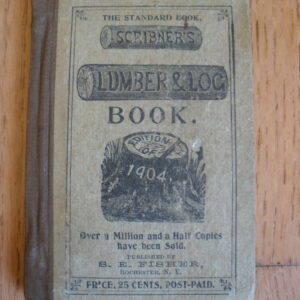 THE STANDARD BOOK.
SCRIBNER'S
LUMBER & LOG
BOOK.
EDITION
OF
1904
Over a Million and a Half Copies
have been Sold.
PUBLISHED BY
S. E. FISHER,
ROCHESTER, N. Y.
PRICE, 25 CENTS, POST-PAID.